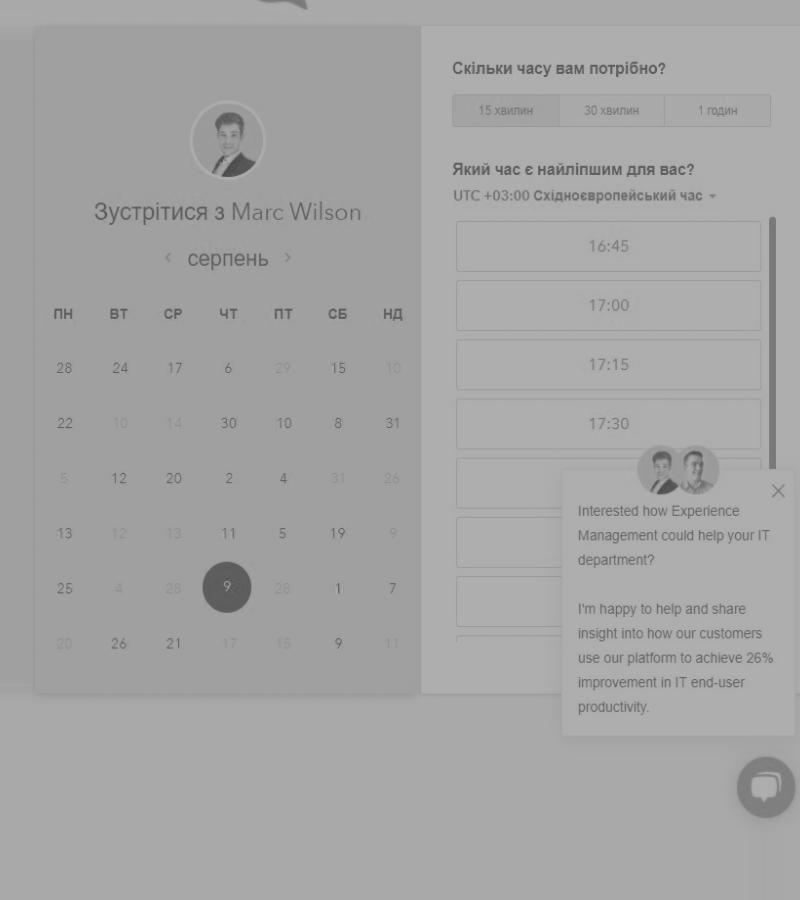 Зустрітися з Marc Wilson
серпень
ПН ВТ СР ЧТ ПТ СБ НД
28 24 17 6 29 15 10
22 10 14 30 10 8 31
5 12 20 2 4 31 26
13 12 13 11 5 19 9
25 4 28 9 28 1 7
20 26 21 17 15 9 11
Скільки часу вам потрібно?
15 хвилин 30 хвилин 1 годин
Який час є найліпшим для вас?
UTC +03:00 Східноєвропейський час
16:45
17:00
17:15
17:30
Interested how Experience
Management could help your IT
department?
I'm happy to help and share
insight into how our customers
use our platform to achieve 26%
improvement in IT end-user
productivity.